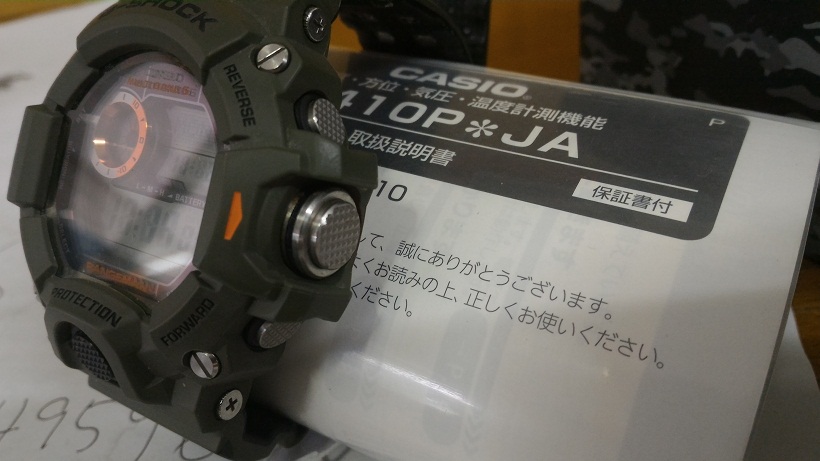 SHOCK
REVERSE
PROTECTION
FORWARD
CASIO
・方位・気圧・温度計測機能
410P*JA
取扱説明書
P
保証書付
10
して、誠にありがとうございます。
よくお読みの上、正しくお使いください。
ください。